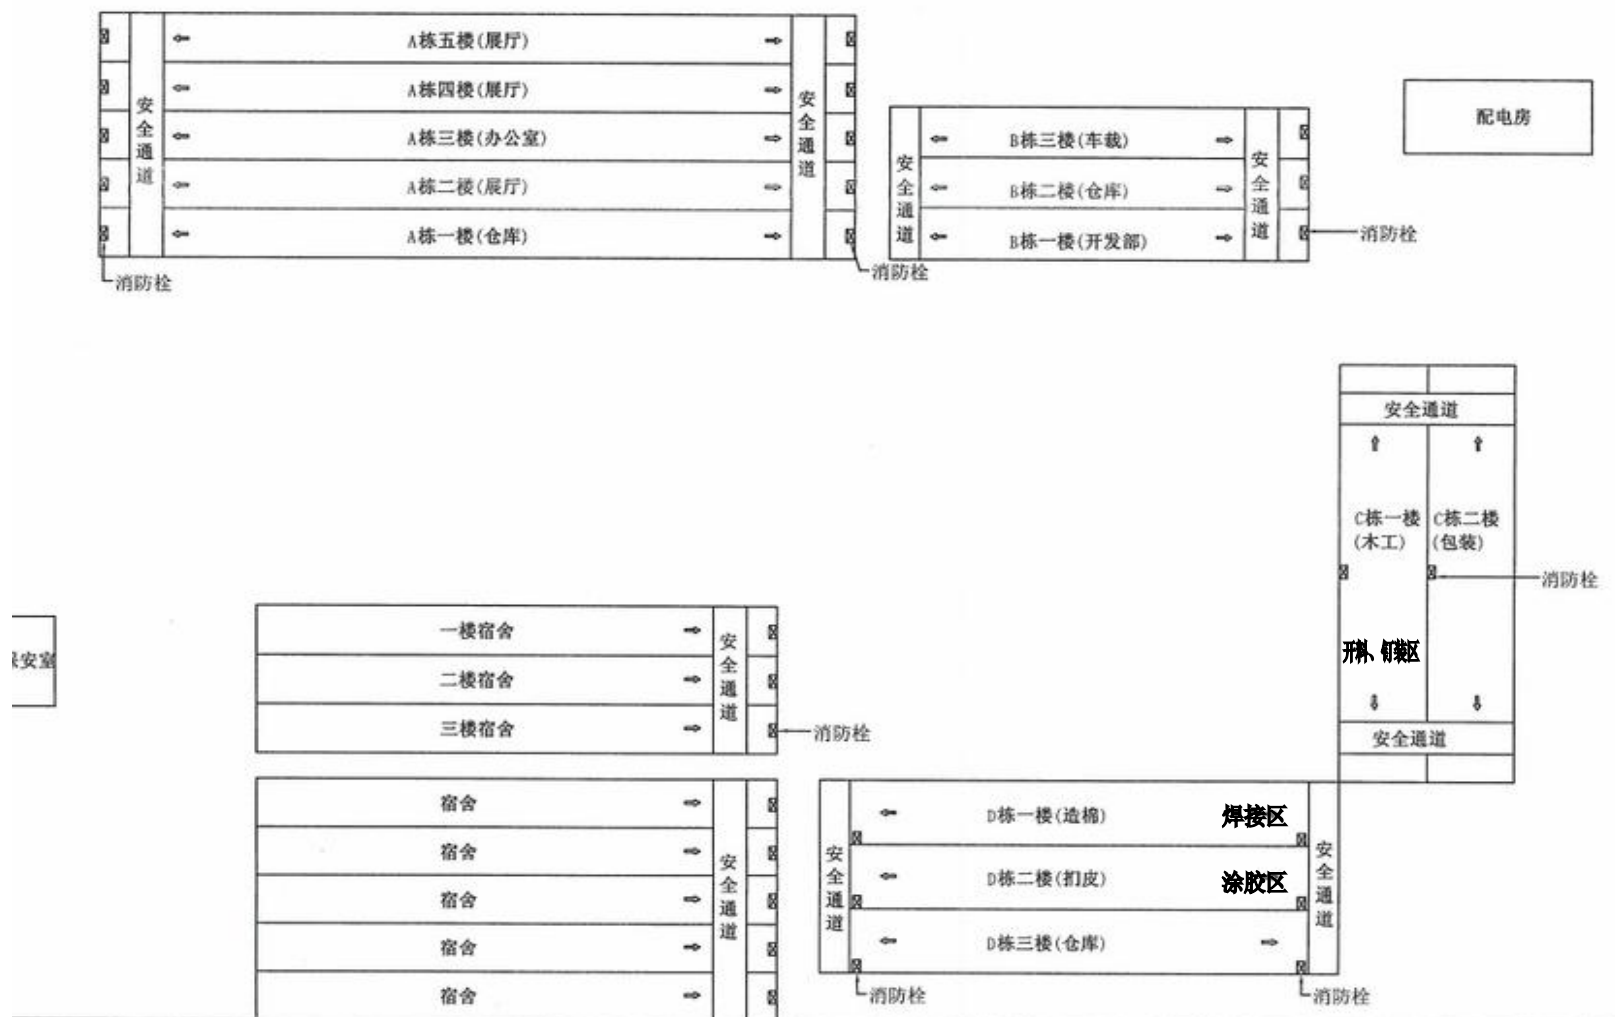 A栋五楼(展厅)
A栋四楼(展厅)
A栋三楼(办公室)
A栋二楼(展厅)
A栋一楼(仓库)
安全通道
安全通道
消防栓
消防栓
安全通道
B栋三楼(车载)
B栋二楼(仓库)
B栋一楼(开发部)
安全通道
消防栓
配电房
安全通道
C栋一楼
(木工)
C栋二楼
(包装)
消防栓
开料、钉装区
安全通道
安室
一楼宿舍
二楼宿舍
三楼宿舍
安全通道
消防栓
宿舍
宿舍
宿舍
宿舍
宿舍
安全通道
安全通道
D栋一楼(造棉)
焊接区
D栋二楼(扪皮)
涂胶区
D栋三楼(仓库)
安全通道
消防栓
消防栓